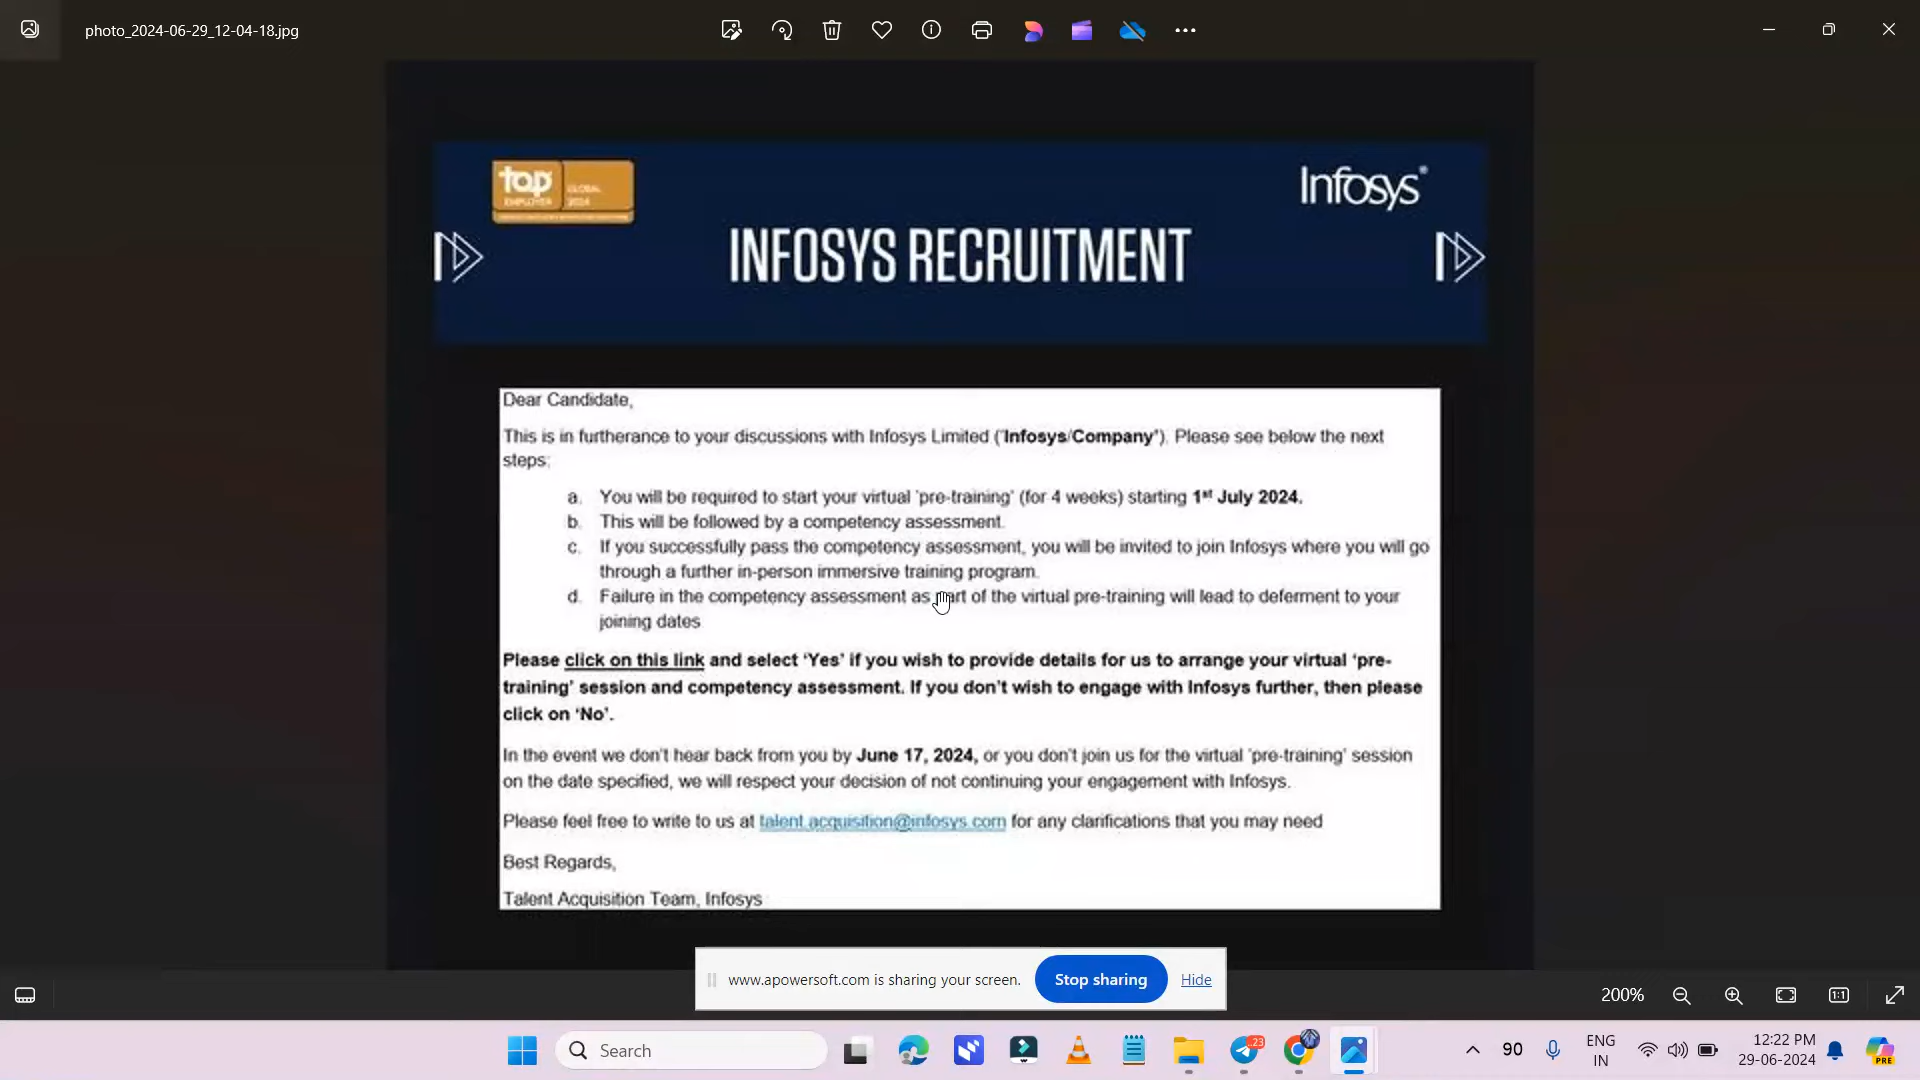 photo_2024-06-29_12-04-18.jpg
top
EMPLOYER
GLOBAL
2024
Infosys®
INFOSYS RECRUITMENT
Dear Candidate,
This is in furtherance to your discussions with Infosys Limited ("Infosys/Company"). Please see below the next
steps:
a. You will be required to start your virtual 'pre-training' (for 4 weeks) starting 1st July 2024.
b. This will be followed by a competency assessment.
c. If you successfully pass the competency assessment, you will be invited to join Infosys where you will go
through a further in-person immersive training program.
d. Failure in the competency assessment as part of the virtual pre-training will lead to deferment to your
joining dates
Please click on this link and select 'Yes' if you wish to provide details for us to arrange your virtual 'pre-
training' session and competency assessment. If you don't wish to engage with Infosys further, then please
click on 'No'.
In the event we don't hear back from you by June 17, 2024, or you don't join us for the virtual 'pre-training' session
on the date specified, we will respect your decision of not continuing your engagement with Infosys.
Please feel free to write to us at talent.acquisition@infosys.com for any clarifications that you may need
Best Regards,
Talent Acquisition Team, Infosys
www.apowersoft.com is sharing your screen.
Stop sharing
Hide
200%
1:1
Search
23
90
ENG
IN
12:22 PM
29-06-2024
PRE